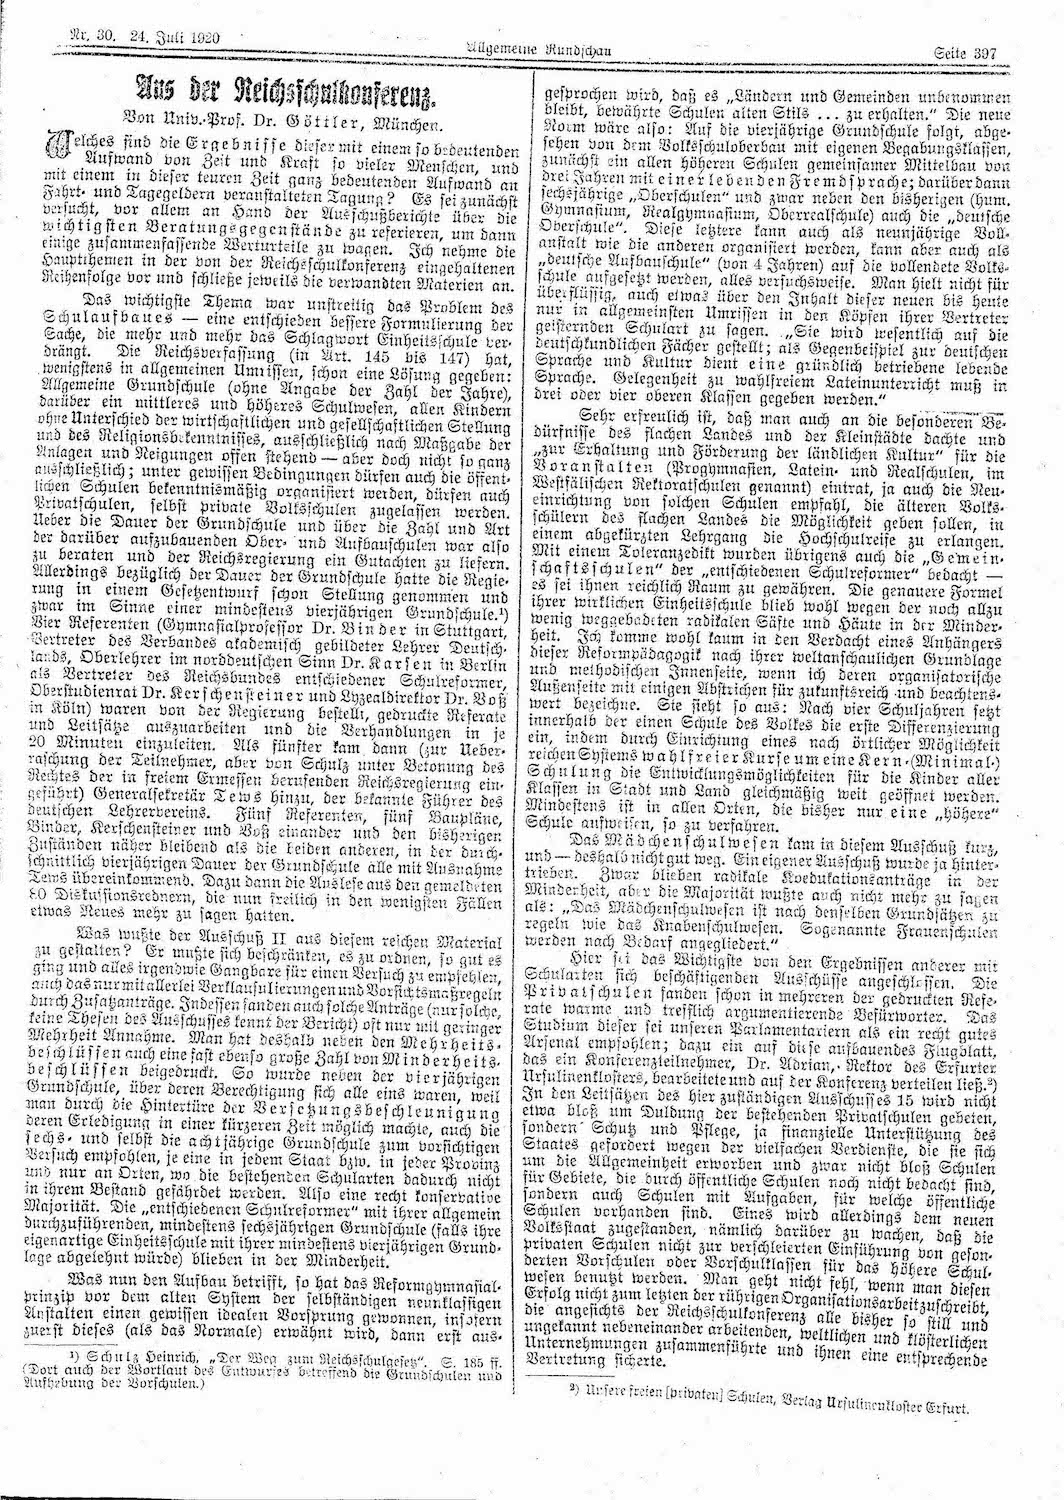 Nr. 30. 24. Juli 1920
Allgemeine Rundschau
Seite 397
Aus der Reichsschulkonferenz.
Von Univ.-Prof. Dr. Göttler, München.
Welches sind die Ergebnisse dieser mit einem so bedeutenden
Aufwand von Zeit und Kraft so vieler Menschen, und
mit einem in dieser teuren Zeit ganz bedeutenden Aufwand an
Fahrt- und Tagegeldern veranstalteten Tagung? Es sei zunächst
versucht, vor allem an Hand der Ausschußberichte über die
wichtigsten Beratungsgegenstände zu referieren, um dann
einige zusammenfassende Werturteile zu wagen. Ich nehme die
Hauptthemen in der von der Reichsschulkonferenz eingehaltenen
Reihenfolge vor und schließe jeweils die verwandten Materien an.
Das wichtigste Thema war unstreitig das Problem des
Schulaufbaues — eine entschieden bessere Formulierung der
Sache, die mehr und mehr das Schlagwort Einheitsschule ver-
drängt. Die Reichsverfassung (in Art. 145 bis 147) hat,
wenigstens in allgemeinen Umrissen, schon eine Lösung gegeben:
Allgemeine Grundschule (ohne Angabe der Zahl der Jahre),
darüber ein mittleres und höheres Schulwesen, allen Kindern
ohne Unterschied der wirtschaftlichen und gesellschaftlichen Stellung
und des Religionsbekenntnisses, ausschließlich nach Maßgabe der
Anlagen und Neigungen offen stehend — aber doch nicht so ganz
ausschließlich; unter gewissen Bedingungen dürfen auch die öffent-
lichen Schulen bekenntnismäßig organisiert werden, dürfen auch
Privatschulen, selbst private Volksschulen zugelassen werden.
Ueber die Dauer der Grundschule und über die Zahl und Art
der darüber aufzubauenden Ober- und Aufbauschulen war also
zu beraten und der Reichsregierung ein Gutachten zu liefern.
Allerdings bezüglich der Dauer der Grundschule hatte die Regie-
rung in einem Gesetzentwurf schon Stellung genommen und
zwar im Sinne einer mindestens vierjährigen Grundschule.¹)
Vier Referenten (Gymnasialprofessor Dr. Binder in Stuttgart,
Vertreter des Verbandes akademisch gebildeter Lehrer Deutsch-
lands, Oberlehrer im norddeutschen Sinn Dr. Karsen in Berlin
als Vertreter des Reichsbundes entschiedener Schulreformer,
Oberstudienrat Dr. Kerschensteiner und Lyzealdirektor Dr. Voß
in Köln) waren von der Regierung bestellt, gedruckte Referate
und Leitsätze auszuarbeiten und die Verhandlungen in je
20 Minuten einzuleiten. Als fünfter kam dann (zur Ueber-
raschung der Teilnehmer, aber von Schulz unter Betonung des
Rechtes der in freiem Ermessen berufenden Reichsregierung ein-
geführt) Generalsekretär Tews hinzu, der bekannte Führer des
deutschen Lehrervereins. Fünf Referenten, fünf Baupläne,
Binder, Kerschensteiner und Voß einander und den bisherigen
Zuständen näher bleibend als die beiden anderen, in der durch-
schnittlich vierjährigen Dauer der Grundschule alle mit Ausnahme
Tews übereinkommend. Dazu dann die Auslese aus den gemeldeten
80 Diskussionsrednern, die nun freilich in den wenigsten Fällen
etwas Neues mehr zu sagen hatten.
Was wußte der Ausschuß II aus diesem reichen Material
zu gestalten? Er mußte sich beschränken, es zu ordnen, so gut es
ging und alles irgendwie Gangbare für einen Versuch zu empfehlen,
auch das nur mit allerlei Verklausulierungen und Vorsichtsmaßregeln
durch Zusatzanträge. Indessen fanden auch solche Anträge (nur solche,
keine Thesen des Ausschusses kennt der Bericht) oft nur mit geringer
Mehrheit Annahme. Man hat deshalb neben den Mehrheits-
beschlüssen auch eine fast ebenso große Zahl von Minderheits-
beschlüssen beigedruckt. So wurde neben der vierjährigen
Grundschule, über deren Berechtigung sich alle eins waren, weil
man durch die Hintertüre der Versetzungsbeschleunigung
deren Erledigung in einer kürzeren Zeit möglich machte, auch die
sechs- und selbst die achtjährige Grundschule zum vorsichtigen
Versuch empfohlen, je eine in jedem Staat bzw. in jeder Provinz
und nur an Orten, wo die bestehenden Schularten dadurch nicht
in ihrem Bestand gefährdet werden. Also eine recht konservative
Majorität. Die „entschiedenen Schulreformer“ mit ihrer allgemein
durchzuführenden, mindestens sechsjährigen Grundschule (falls ihre
eigenartige Einheitsschule mit ihrer mindestens vierjährigen Grund-
lage abgelehnt würde) blieben in der Minderheit.
Was nun den Aufbau betrifft, so hat das Reformgymnasial-
prinzip vor dem alten System der selbständigen neunklassigen
Anstalten einen gewissen idealen Vorsprung gewonnen, insofern
zuerst dieses (als das Normale) erwähnt wird, dann erst aus-
¹) Schulz Heinrich, „Der Weg zum Reichsschulgesetz“. S. 185 ff.
(Dort auch der Wortlaut des Entwurfes betreffend die Grundschulen und
Aufhebung der Vorschulen.)
gesprochen wird, daß es „Ländern und Gemeinden unbenommen
bleibt, bewährte Schulen alten Stils ... zu erhalten.“ Die neue
Norm wäre also: Auf die vierjährige Grundschule folgt, abge-
sehen von dem Volksschuloberbau mit eigenen Begabungsklassen,
zunächst ein allen höheren Schulen gemeinsamer Mittelbau von
drei Jahren mit einer lebenden Fremdsprache; darüber dann
sechsjährige „Oberschulen“ und zwar neben den bisherigen (hum.
Gymnasium, Realgymnasium, Oberrealschule) auch die „deutsche
Oberschule“. Diese letztere kann auch als neunjährige Voll-
anstalt wie die anderen organisiert werden, kann aber auch als
„deutsche Aufbauschule“ (von 4 Jahren) auf die vollendete Volks-
schule aufgesetzt werden, alles versuchsweise. Man hielt nicht für
überflüssig, auch etwas über den Inhalt dieser neuen bis heute
nur in allgemeinsten Umrissen in den Köpfen ihrer Vertreter
geisternden Schulart zu sagen. „Sie wird wesentlich auf die
deutschkundlichen Fächer gestellt; als Gegenbeispiel zur deutschen
Sprache und Kultur dient eine gründlich betriebene lebende
Sprache. Gelegenheit zu wahlfreiem Lateinunterricht muß in
drei oder vier oberen Klassen gegeben werden.“
Sehr erfreulich ist, daß man auch an die besonderen Be-
dürfnisse des flachen Landes und der Kleinstädte dachte und
„zur Erhaltung und Förderung der ländlichen Kultur“ für die
Voranstalten (Progymnasien, Latein- und Realschulen, im
Westfälischen Rektoratschulen genannt) eintrat, ja auch die Neu-
einrichtung von solchen Schulen empfahl, die älteren Volks-
schülern des flachen Landes die Möglichkeit geben sollen, in
einem abgekürzten Lehrgang die Hochschulreife zu erlangen.
Mit einem Toleranzedikt wurden übrigens auch die „Gemein-
schaftsschulen“ der „entschiedenen Schulreformer“ bedacht —
es sei ihnen reichlich Raum zu gewähren. Die genauere Formel
ihrer wirklichen Einheitsschule blieb wohl wegen der noch allzu
wenig weggebadeten radikalen Säfte und Häute in der Minder-
heit. Ich komme wohl kaum in den Verdacht eines Anhängers
dieser Reformpädagogik nach ihrer weltanschaulichen Grundlage
und methodischen Innenseite, wenn ich deren organisatorische
Außenseite mit einigen Abstrichen für zukunftsreich und beachtens-
wert bezeichne. Sie sieht so aus: Nach vier Schuljahren setzt
innerhalb der einen Schule des Volkes die erste Differenzierung
ein, indem durch Einrichtung eines nach örtlicher Möglichkeit
reichen Systems wahlfreier Kurse um eine Kern-(Minimal-)
Schulung die Entwicklungsmöglichkeiten für die Kinder aller
Klassen in Stadt und Land gleichmäßig weit geöffnet werden.
Mindestens ist in allen Orten, die bisher nur eine „höhere“
Schule aufweisen, so zu verfahren.
Das Mädchenschulwesen kam in diesem Ausschuß kurz,
und — deshalb nicht gut weg. Ein eigener Ausschuß wurde ja hinter-
trieben. Zwar blieben radikale Koedukationsanträge in der
Minderheit, aber die Majorität wußte auch nicht mehr zu sagen
als: „Das Mädchenschulwesen ist nach denselben Grundsätzen zu
regeln wie das Knabenschulwesen. Sogenannte Frauenschulen
werden nach Bedarf angegliedert.“
Hier sei das Wichtigste von den Ergebnissen anderer mit
Schularten sich beschäftigenden Ausschüsse angeschlossen. Die
Privatschulen fanden schon in mehreren der gedruckten Refe-
rate warme und trefflich argumentierende Befürworter. Das
Studium dieser sei unseren Parlamentariern als ein recht gutes
Arsenal empfohlen; dazu ein auf diese aufbauendes Flugblatt,
das ein Konferenzteilnehmer, Dr. Adrian, Rektor des Erfurter
Ursulinenklosters, bearbeitete und auf der Konferenz verteilen ließ.²)
In den Leitsätzen des hier zuständigen Ausschusses 15 wird nicht
etwa bloß um Duldung der bestehenden Privatschulen gebeten,
sondern Schutz und Pflege, ja finanzielle Unterstützung des
Staates gefordert wegen der vielfachen Verdienste, die sie sich
um die Allgemeinheit erworben und zwar nicht bloß Schulen
für Gebiete, die durch öffentliche Schulen noch nicht bedacht sind,
sondern auch Schulen mit Aufgaben, für welche öffentliche
Schulen vorhanden sind. Eines wird allerdings dem neuen
Volksstaat zugestanden, nämlich darüber zu wachen, daß die
privaten Schulen nicht zur verschleierten Einführung von geson-
derten Vorschulen oder Vorschulklassen für das höhere Schul-
wesen benutzt werden. Man geht nicht fehl, wenn man diesen
Erfolg nicht zum letzten der rührigen Organisationsarbeit zuschreibt,
die angesichts der Reichsschulkonferenz alle bisher so still und
ungekannt nebeneinander arbeitenden, weltlichen und klösterlichen
Unternehmungen zusammenführte und ihnen eine entsprechende
Vertretung sicherte.
²) Unsere freien [privaten] Schulen, Verlag Ursulinenkloster Erfurt.